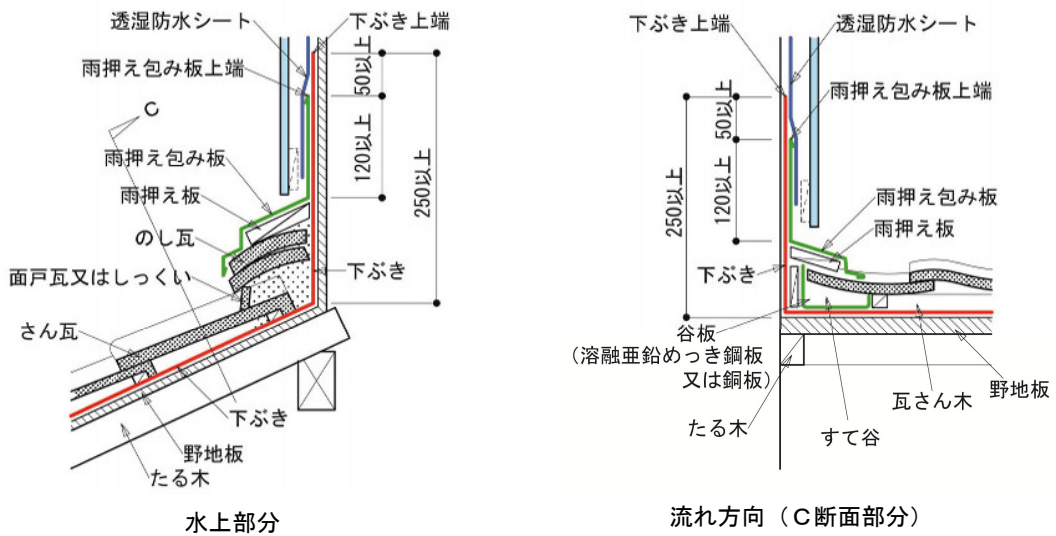 透湿防水シート
下ぶき上端
雨押え包み板上端
50以上
120以上
250以上
C
雨押え包み板
雨押え板
のし瓦
面戸瓦又はしっくい
下ぶき
さん瓦
下ぶき
野地板
たる木
水上部分
下ぶき上端
透湿防水シート
雨押え包み板上端
50以上
120以上
250以上
雨押え包み板
雨押え板
下ぶき
谷板
(溶融亜鉛めっき鋼板
又は銅板)
たる木
すて谷
瓦さん木
野地板
流れ方向(C断面部分)